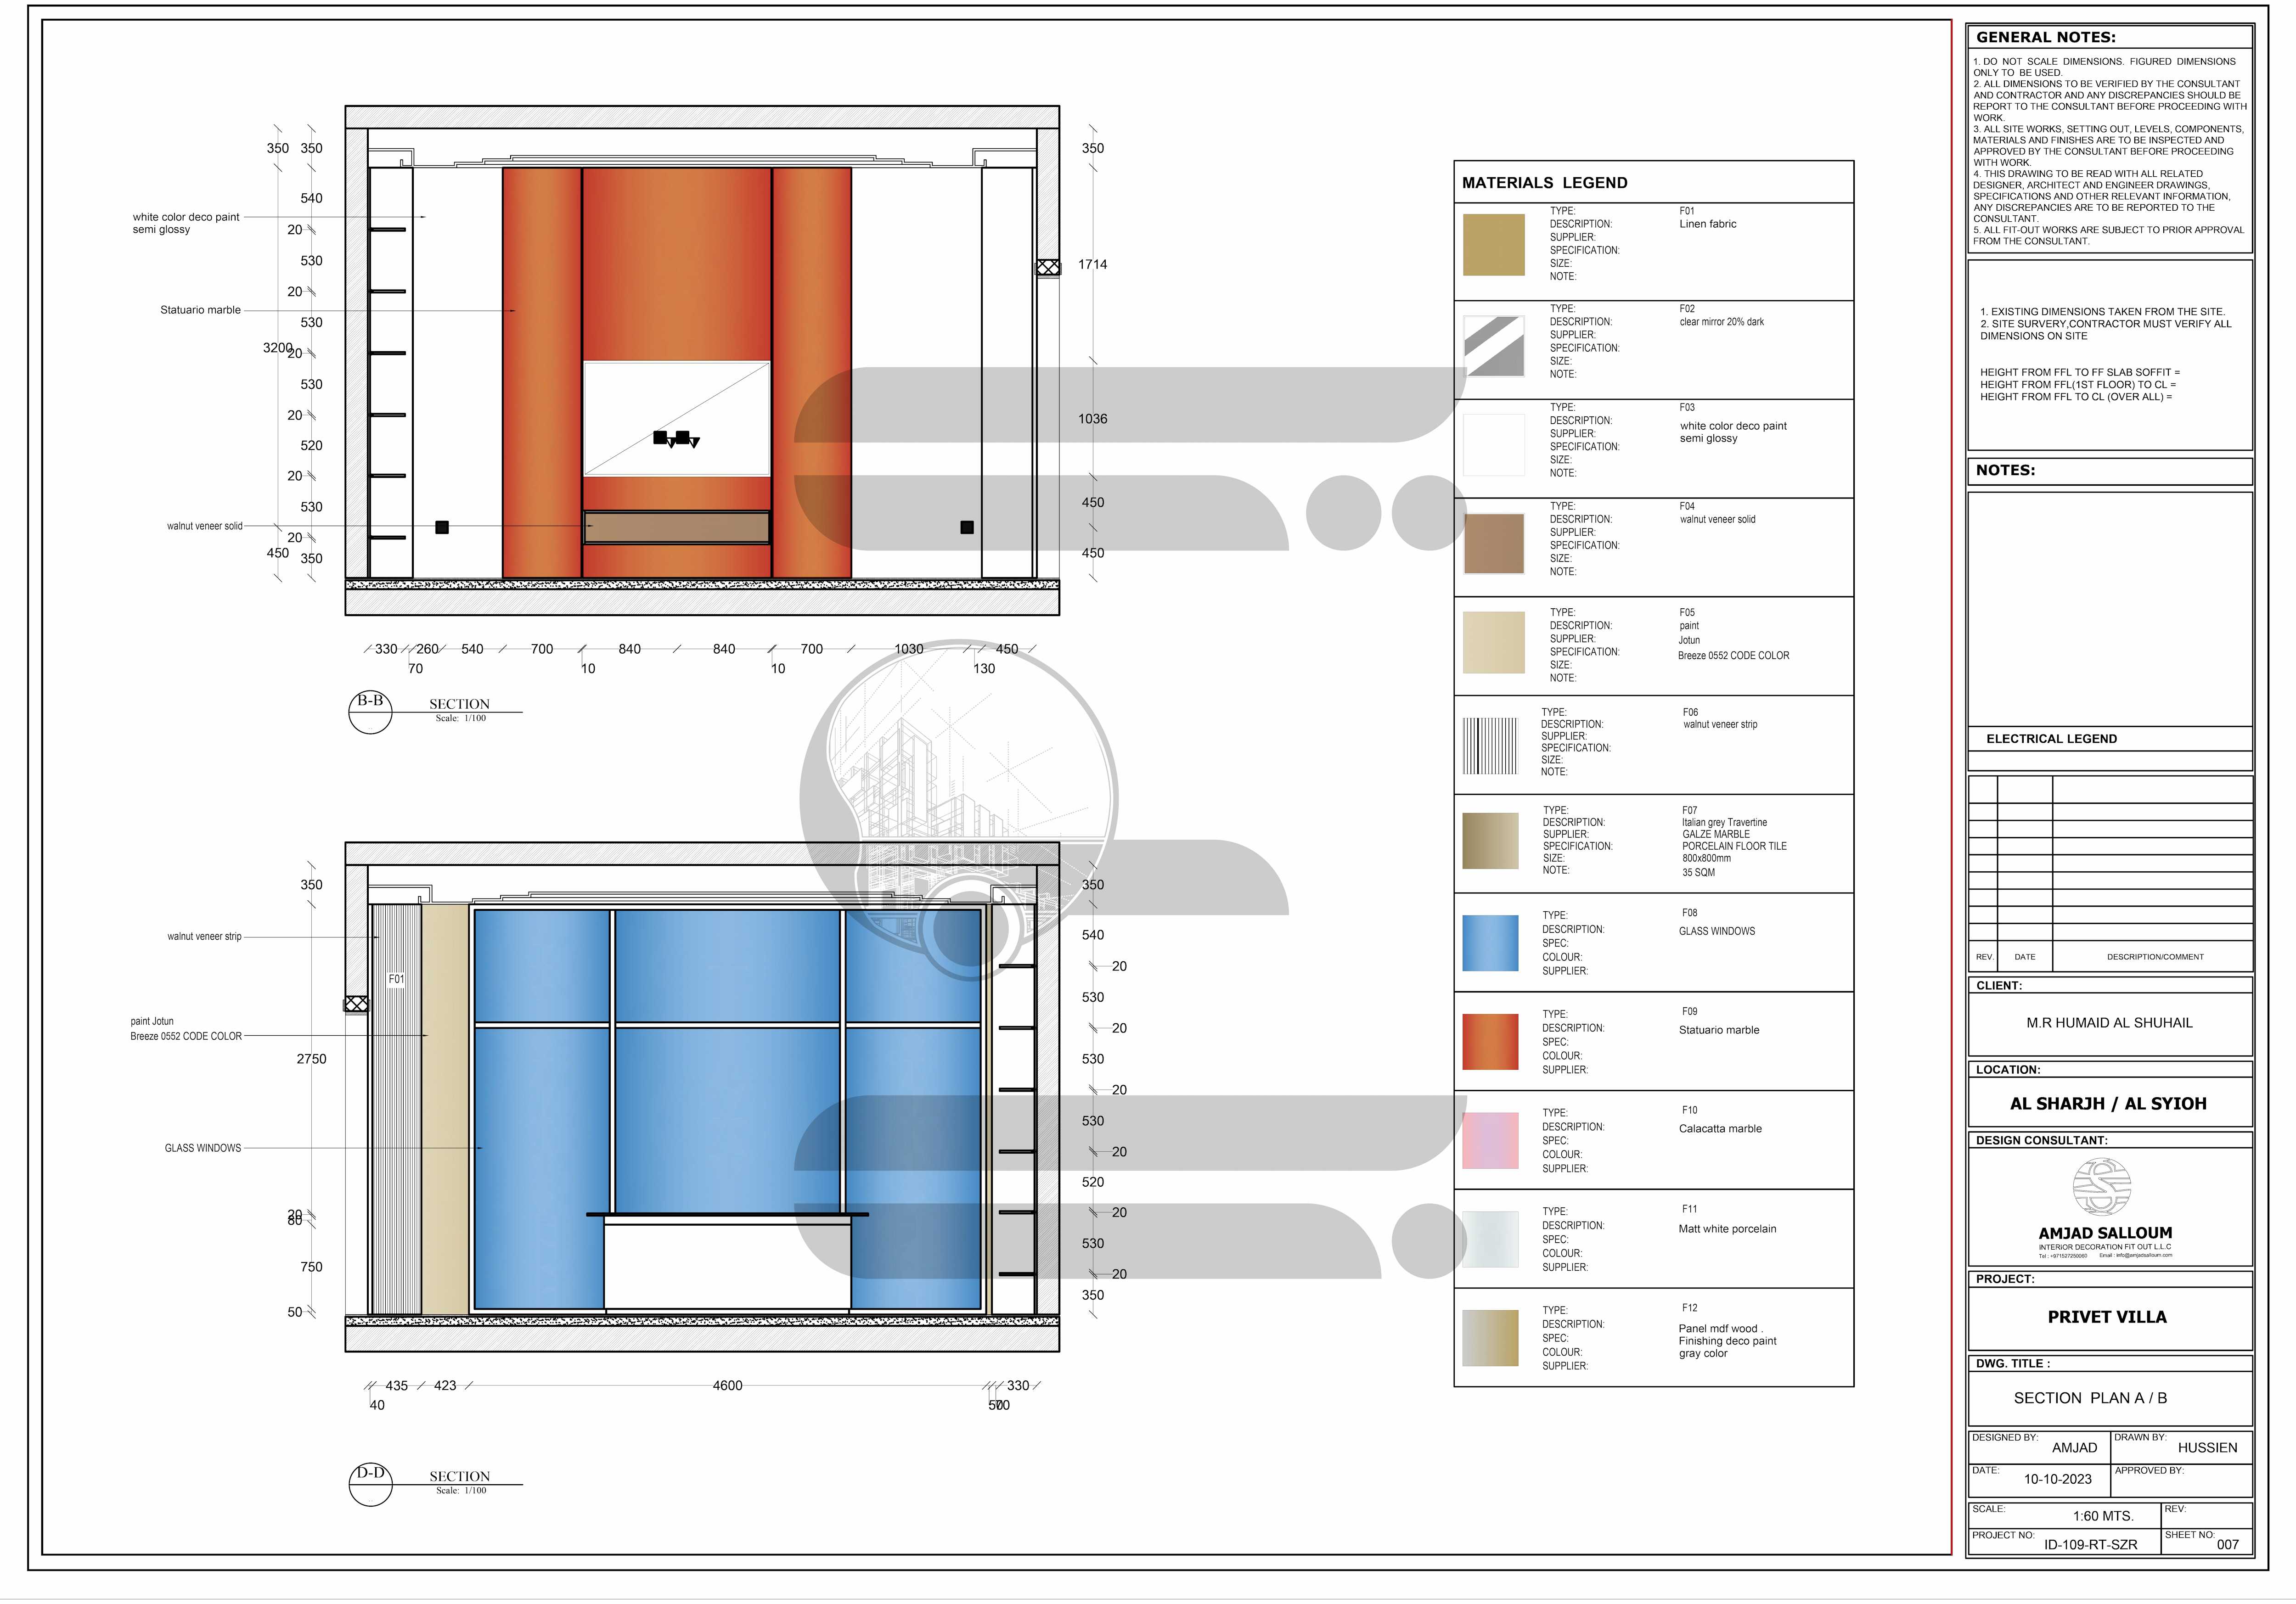 350
350
540
20
530
20
530
3200
20
530
20
520
20
530
20
450
350
white color deco paint
semi glossy
Statuario marble
walnut veneer solid
350
1714
1036
450
450
330
260
540
700
840
840
700
1030
450
70
10
10
130
B-B
SECTION
Scale: 1/100
350
walnut veneer strip
F01
paint Jotun
Breeze 0552 CODE COLOR
2750
GLASS WINDOWS
20
80
750
50
350
540
20
530
20
530
20
530
20
520
20
530
20
350
435
423
4600
330
40
D-D
SECTION
Scale: 1/100
MATERIALS LEGEND
TYPE: F01
DESCRIPTION: Linen fabric
SUPPLIER:
SPECIFICATION:
SIZE:
NOTE:
TYPE: F02
DESCRIPTION: clear mirror 20% dark
SUPPLIER:
SPECIFICATION:
SIZE:
NOTE:
TYPE: F03
DESCRIPTION: white color deco paint
SUPPLIER: semi glossy
SPECIFICATION:
SIZE:
NOTE:
TYPE: F04
DESCRIPTION: walnut veneer solid
SUPPLIER:
SPECIFICATION:
SIZE:
NOTE:
TYPE: F05
DESCRIPTION: paint
SUPPLIER: Jotun
SPECIFICATION: Breeze 0552 CODE COLOR
SIZE:
NOTE:
TYPE: F06
DESCRIPTION: walnut veneer strip
SUPPLIER:
SPECIFICATION:
SIZE:
NOTE:
TYPE: F07
DESCRIPTION: Italian grey Travertine
SUPPLIER: GALZE MARBLE
SPECIFICATION: PORCELAIN FLOOR TILE
SIZE: 800x800mm
NOTE: 35 SQM
TYPE: F08
DESCRIPTION: GLASS WINDOWS
SPEC:
COLOUR:
SUPPLIER:
TYPE: F09
DESCRIPTION: Statuario marble
SPEC:
COLOUR:
SUPPLIER:
TYPE: F10
DESCRIPTION: Calacatta marble
SPEC:
COLOUR:
SUPPLIER:
TYPE: F11
DESCRIPTION: Matt white porcelain
SPEC:
COLOUR:
SUPPLIER:
TYPE: F12
DESCRIPTION: Panel mdf wood .
SPEC: Finishing deco paint
COLOUR: gray color
SUPPLIER:
GENERAL NOTES:
1. DO NOT SCALE DIMENSIONS. FIGURED DIMENSIONS
ONLY TO BE USED.
2. ALL DIMENSIONS TO BE VERIFIED BY THE CONSULTANT
AND CONTRACTOR AND ANY DISCREPANCIES SHOULD BE
REPORT TO THE CONSULTANT BEFORE PROCEEDING WITH
WORK.
3. ALL SITE WORKS, SETTING OUT, LEVELS, COMPONENTS,
MATERIALS AND FINISHES ARE TO BE INSPECTED AND
APPROVED BY THE CONSULTANT BEFORE PROCEEDING
WITH WORK.
4. THIS DRAWING TO BE READ WITH ALL RELATED
DESIGNER, ARCHITECT AND ENGINEER DRAWINGS,
SPECIFICATIONS AND OTHER RELEVANT INFORMATION,
ANY DISCREPANCIES ARE TO BE REPORTED TO THE
CONSULTANT.
5. ALL FIT-OUT WORKS ARE SUBJECT TO PRIOR APPROVAL
FROM THE CONSULTANT.
1. EXISTING DIMENSIONS TAKEN FROM THE SITE.
2. SITE SURVERY,CONTRACTOR MUST VERIFY ALL
DIMENSIONS ON SITE
HEIGHT FROM FFL TO FF SLAB SOFFIT =
HEIGHT FROM FFL(1ST FLOOR) TO CL =
HEIGHT FROM FFL TO CL (OVER ALL) =
NOTES:
ELECTRICAL LEGEND
REV. DATE DESCRIPTION/COMMENT
CLIENT:
M.R HUMAID AL SHUHAIL
LOCATION:
AL SHARJH / AL SYIOH
DESIGN CONSULTANT:
AMJAD SALLOUM
INTERIOR DECORATION FIT OUT L.L.C
Tel : +971527250060 Email : info@amjadsalloum.com
PROJECT:
PRIVET VILLA
DWG. TITLE :
SECTION PLAN A / B
DESIGNED BY: AMJAD
DRAWN BY: HUSSIEN
DATE: 10-10-2023
APPROVED BY:
SCALE: 1:60 MTS.
REV:
PROJECT NO: ID-109-RT-SZR
SHEET NO: 007